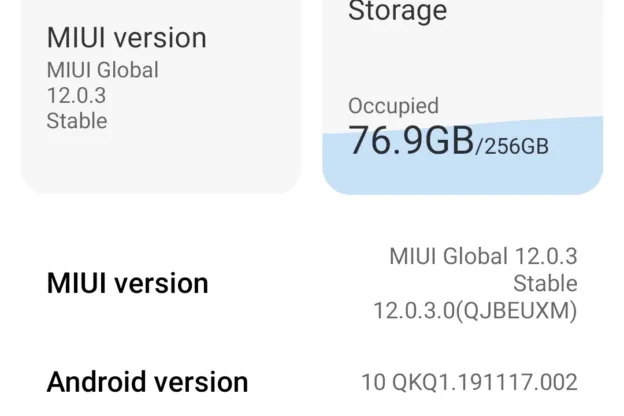 MIUI version
MIUI Global
12.0.3
Stable
Storage
Occupied
76.9GB/256GB
MIUI version
MIUI Global 12.0.3
Stable
12.0.3.0(QJBEUXM)
Android version
10 QKQ1.191117.002